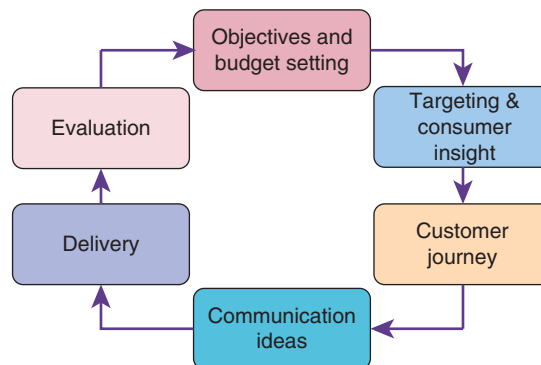 Objectives and
budget setting
Targeting &
consumer
insight
Customer
journey
Communication
ideas
Delivery
Evaluation